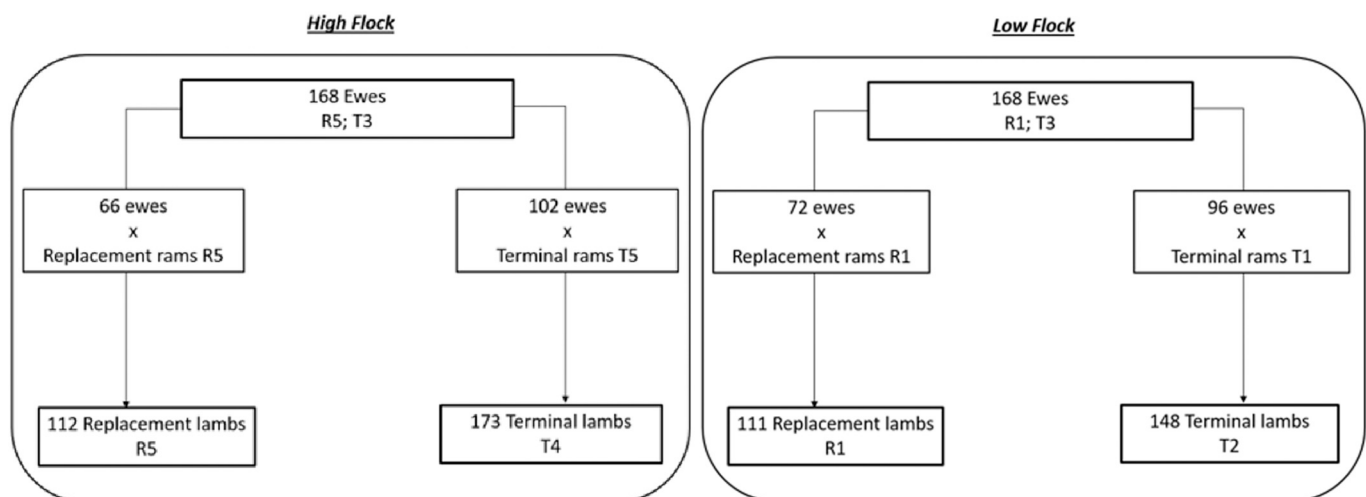 High Flock
168 Ewes
R5; T3
66 ewes
x
Replacement rams R5
102 ewes
x
Terminal rams T5
112 Replacement lambs
R5
173 Terminal lambs
T4
Low Flock
168 Ewes
R1; T3
72 ewes
x
Replacement rams R1
96 ewes
x
Terminal rams T1
111 Replacement lambs
R1
148 Terminal lambs
T2